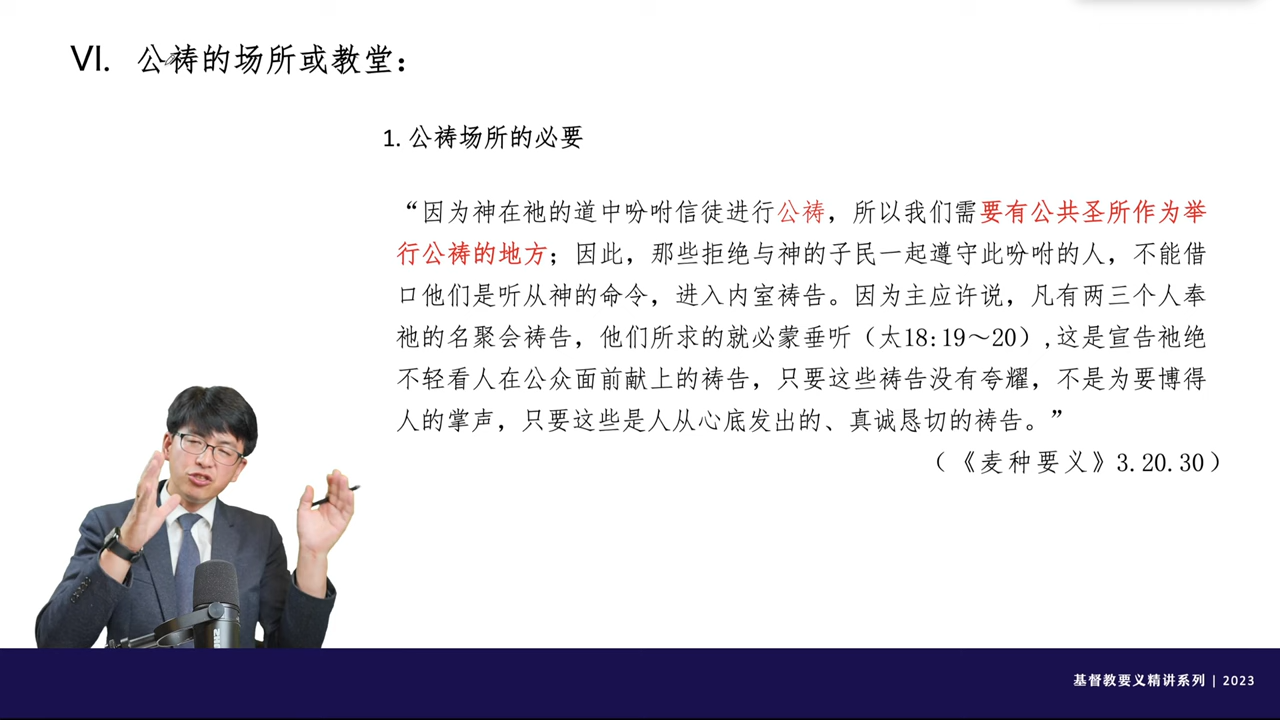 VI. 公祷的场所或教堂：
1. 公祷场所的必要
“因为神在祂的道中吩咐信徒进行公祷，所以我们需要有公共圣所作为举
行公祷的地方；因此，那些拒绝与神的子民一起遵守此吩咐的人，不能借
口他们是听从神的命令，进入内室祷告。因为主应许说，凡有两三个人奉
祂的名聚会祷告，他们所求的就必蒙垂听（太18:19～20）,这是宣告祂绝
不轻看人在公众面前献上的祷告，只要这些祷告没有夸耀，不是为要博得
人的掌声，只要这些是人从心底发出的、真诚恳切的祷告。”
（《麦种要义》3.20.30）
基督教要义精讲系列 | 2023